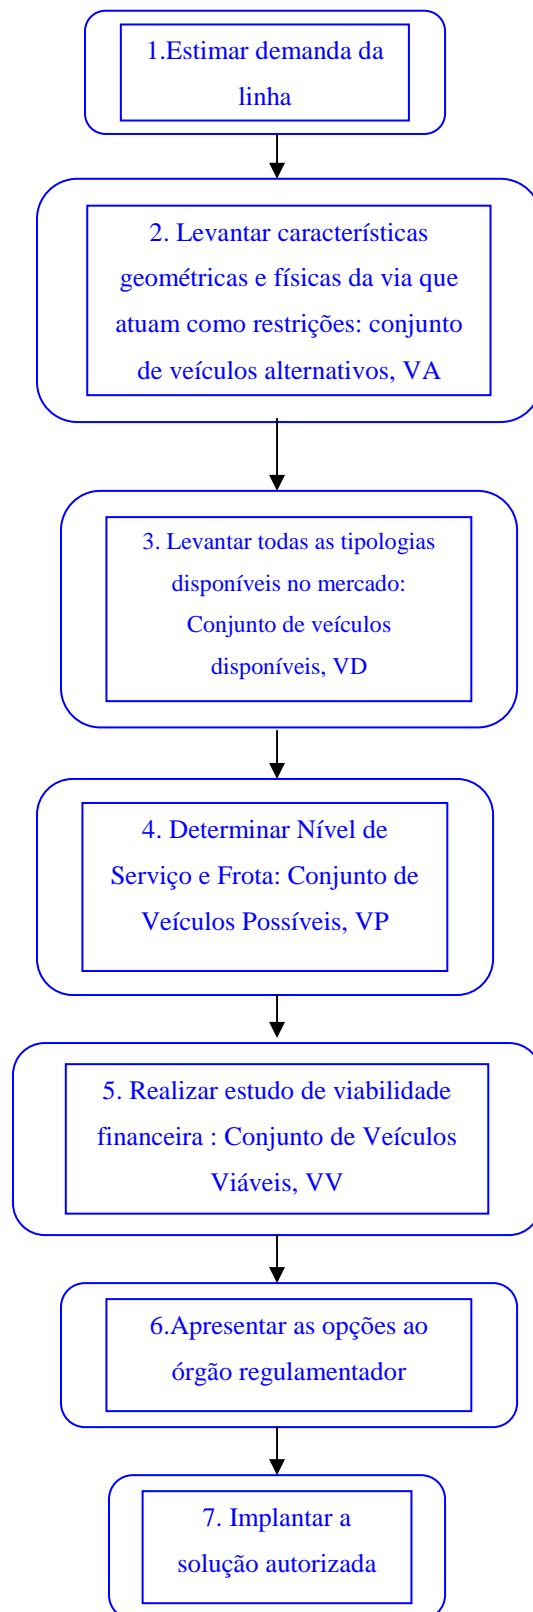 1.Estimar demanda da
linha
2. Levantar características
geométricas e físicas da via que
atuam como restrições: conjunto
de veículos alternativos, VA
3. Levantar todas as tipologias
disponíveis no mercado:
Conjunto de veículos
disponíveis, VD
4. Determinar Nível de
Serviço e Frota: Conjunto de
Veículos Possíveis, VP
5. Realizar estudo de viabilidade
financeira : Conjunto de Veículos
Viáveis, VV
6.Apresentar as opções ao
órgão regulamentador
7. Implantar a
solução autorizada